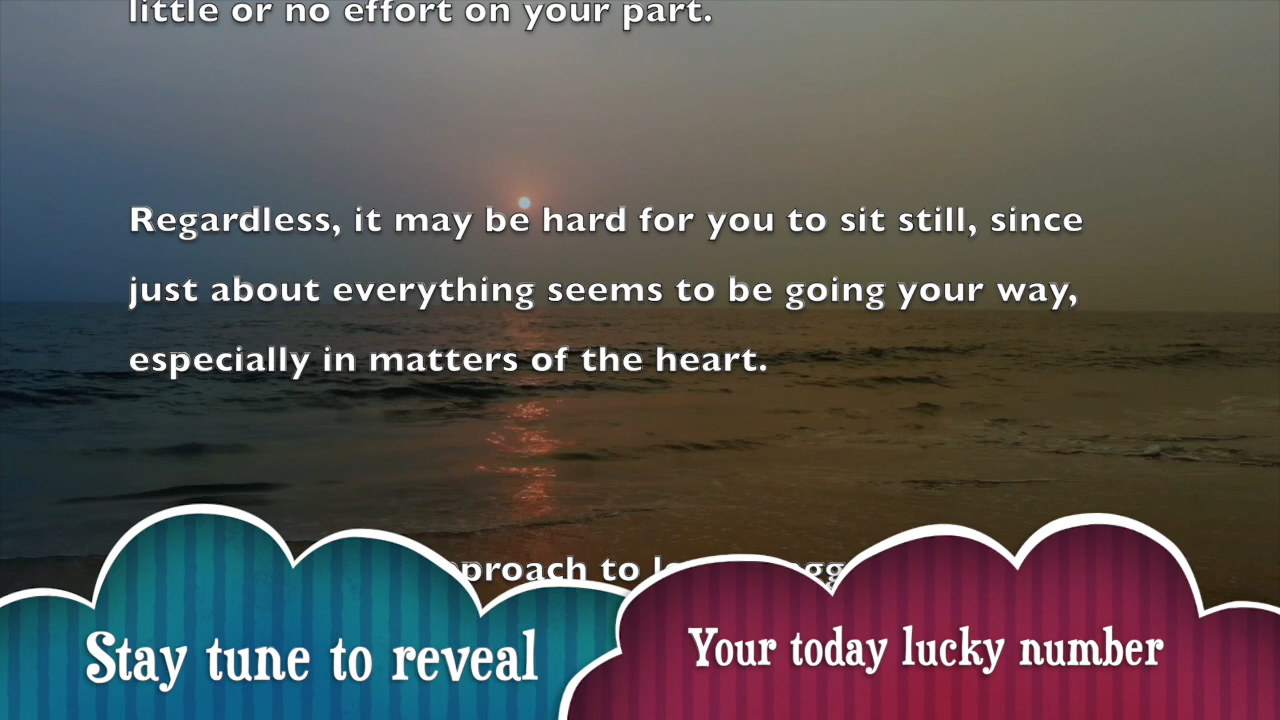 little or no effort on your part.
Regardless, it may be hard for you to sit still, since
just about everything seems to be going your way,
especially in matters of the heart.
to
Stay tune to reveal
Your today lucky number